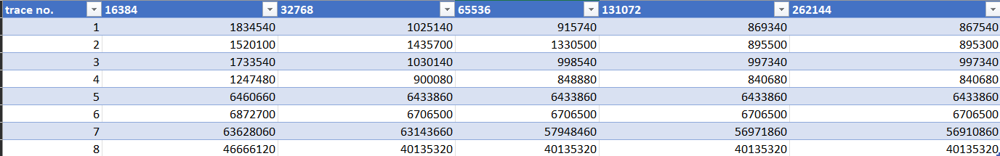 trace no. 16384 32768 65536 131072 262144
1 1834540 1025140 915740 869340 867540
2 1520100 1435700 1330500 895500 895300
3 1733540 1030140 998540 997340 997340
4 1247480 900080 848880 840680 840680
5 6460660 6433860 6433860 6433860 6433860
6 6872700 6706500 6706500 6706500 6706500
7 63628060 63143660 57948460 56971860 56910860
8 46666120 40135320 40135320 40135320 40135320